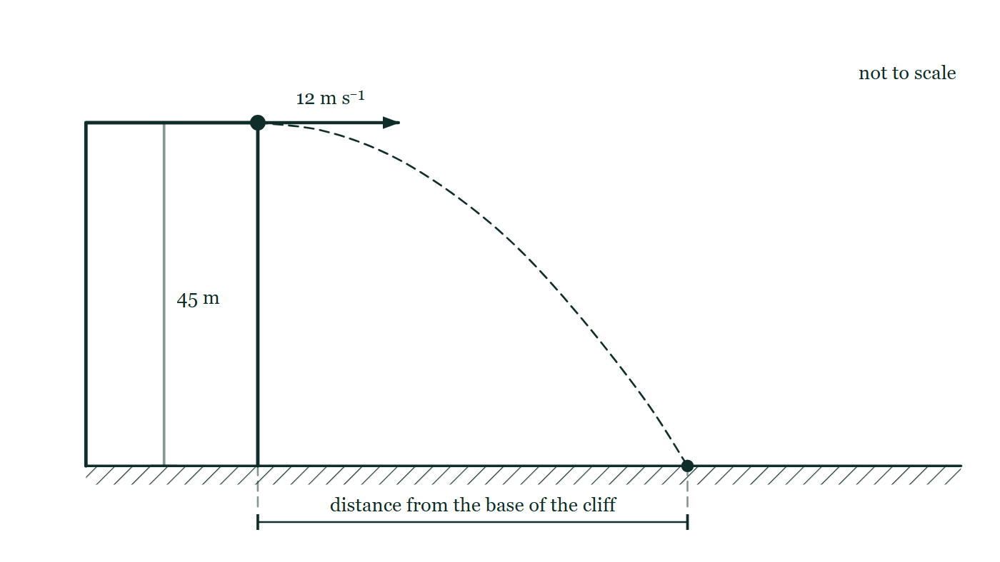 not to scale
12 m s⁻¹
45 m
distance from the base of the cliff